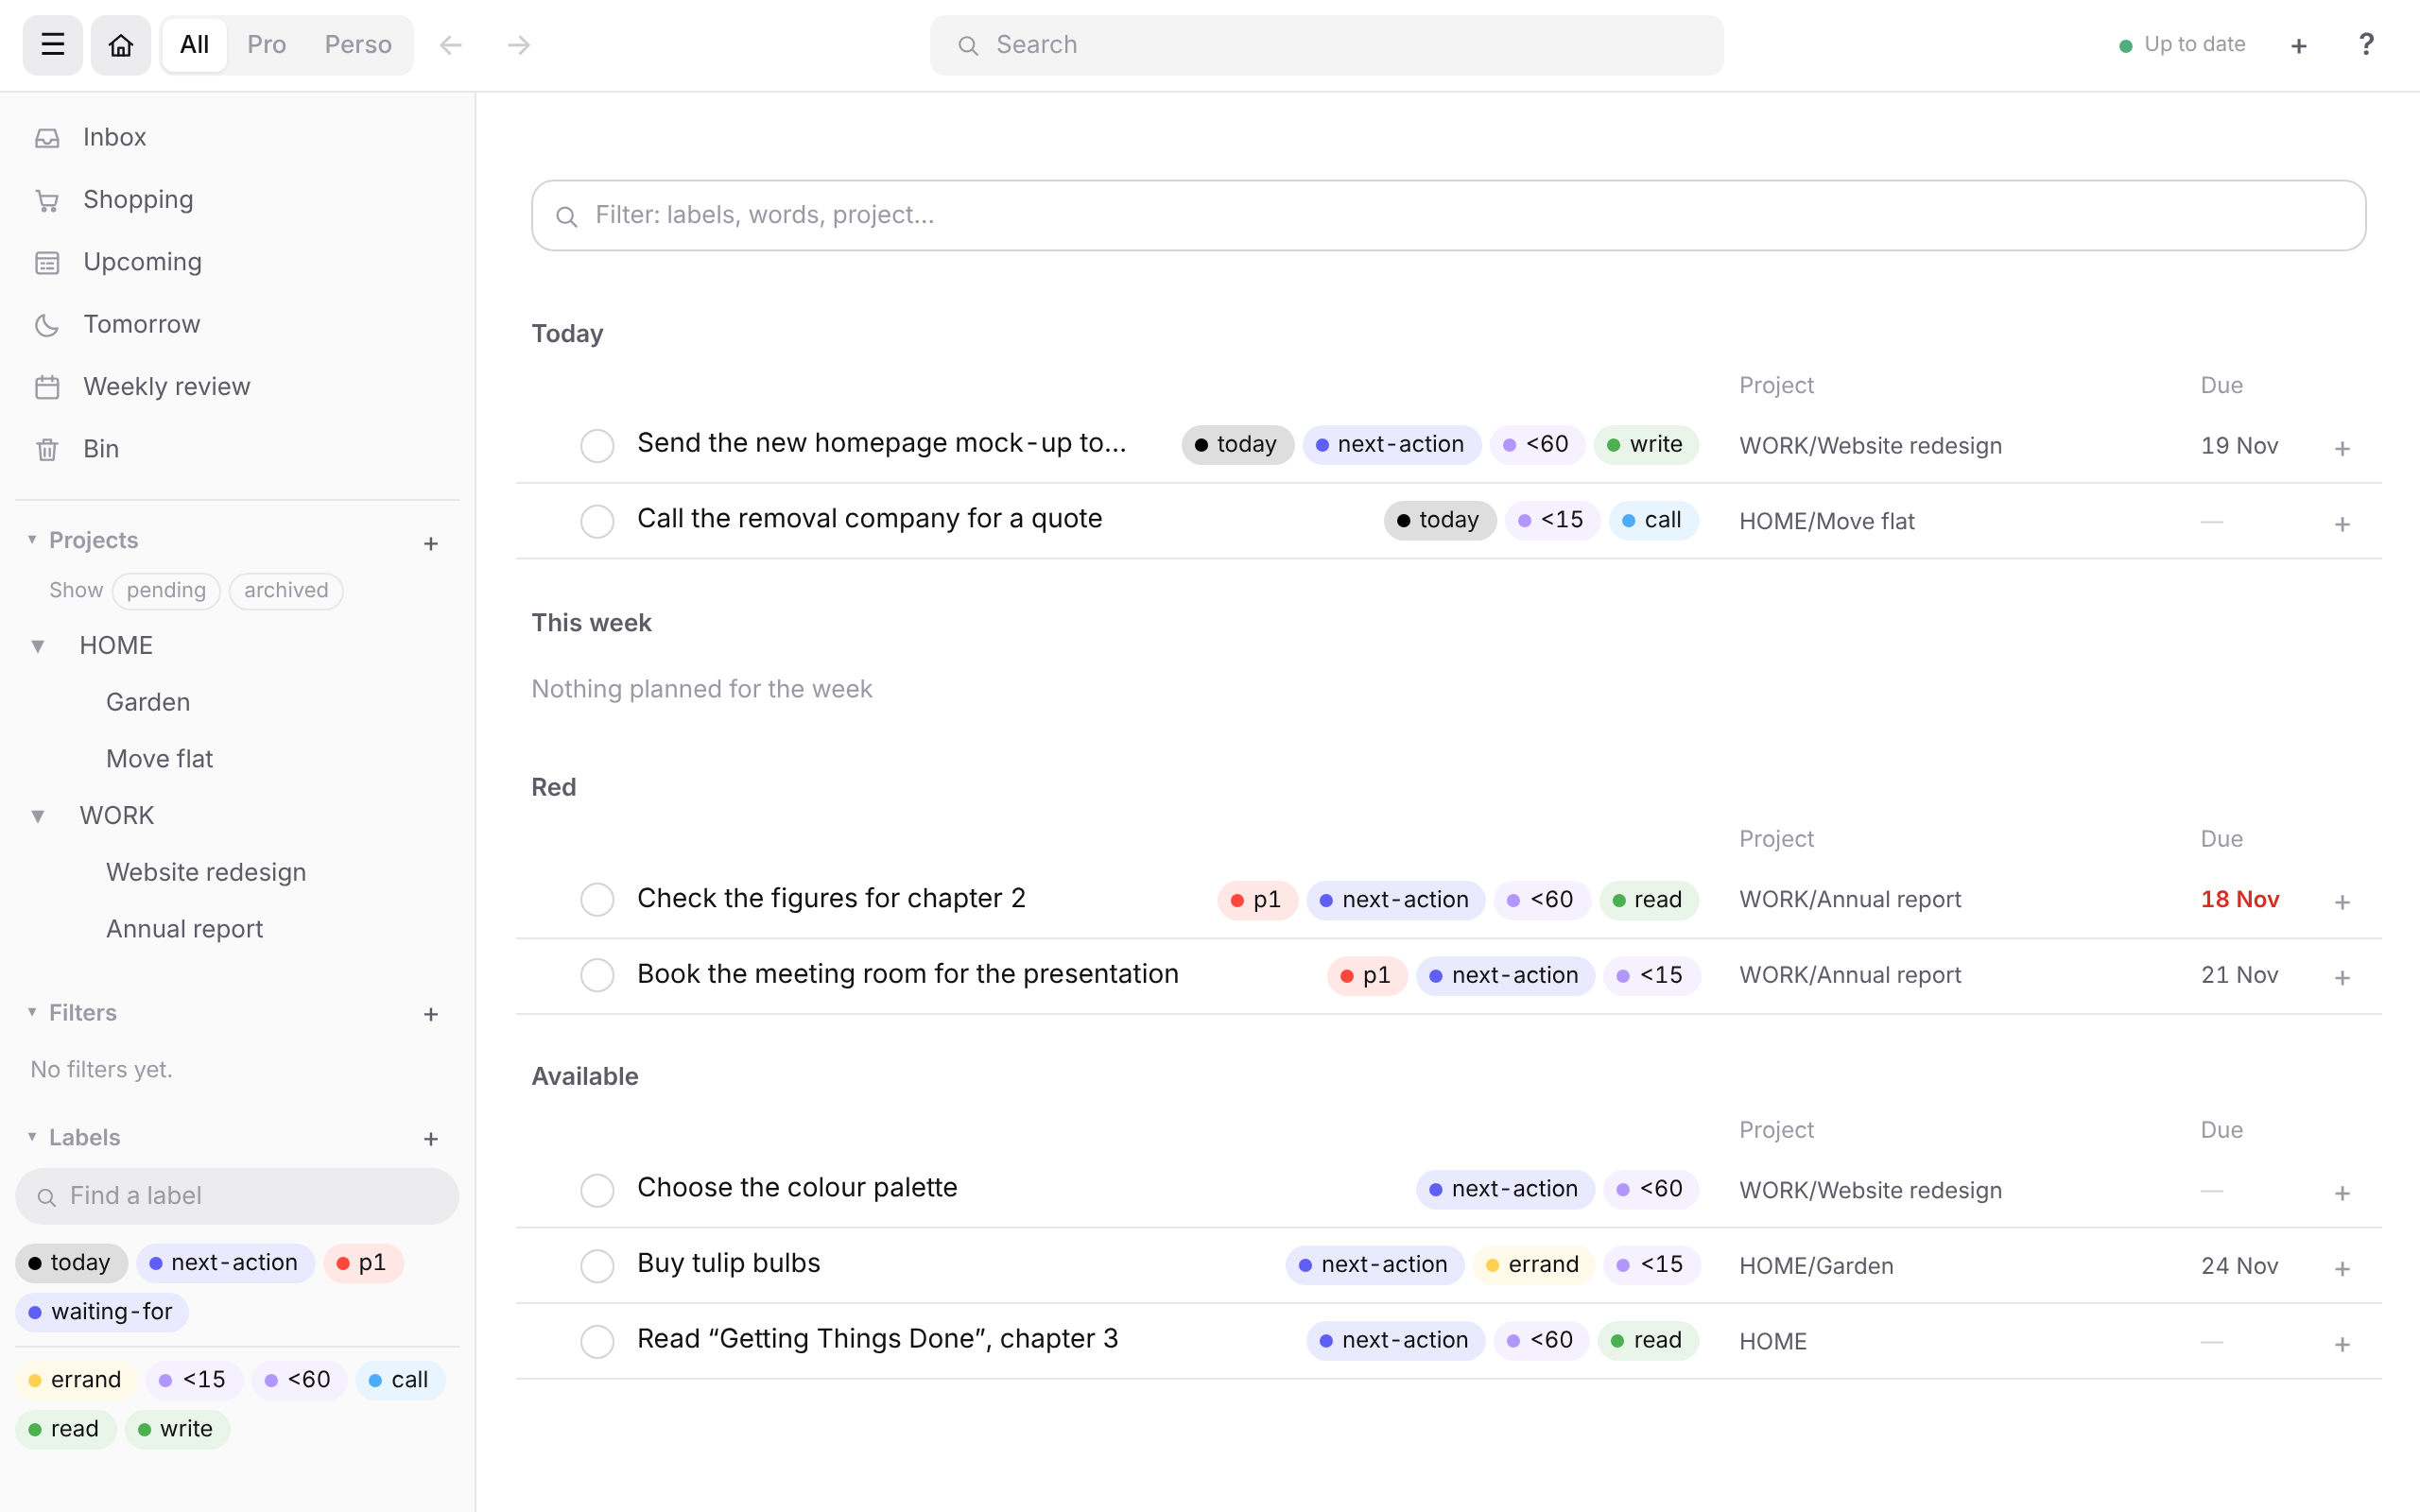 All Pro Perso Search Up to date + ?
Inbox
Shopping
Upcoming
Tomorrow
Weekly review
Bin
Projects +
Show pending archived
HOME
Garden
Move flat
WORK
Website redesign
Annual report
Filters +
No filters yet.
Labels +
Find a label
today next-action p1
waiting-for
errand <15 <60 call
read write
Filter: labels, words, project...
Today
Project Due
Send the new homepage mock-up to... today next-action <60 write WORK/Website redesign 19 Nov +
Call the removal company for a quote today <15 call HOME/Move flat — +
This week
Nothing planned for the week
Red
Project Due
Check the figures for chapter 2 p1 next-action <60 read WORK/Annual report 18 Nov +
Book the meeting room for the presentation p1 next-action <15 WORK/Annual report 21 Nov +
Available
Project Due
Choose the colour palette next-action <60 WORK/Website redesign — +
Buy tulip bulbs next-action errand <15 HOME/Garden 24 Nov +
Read “Getting Things Done”, chapter 3 next-action <60 read HOME — +